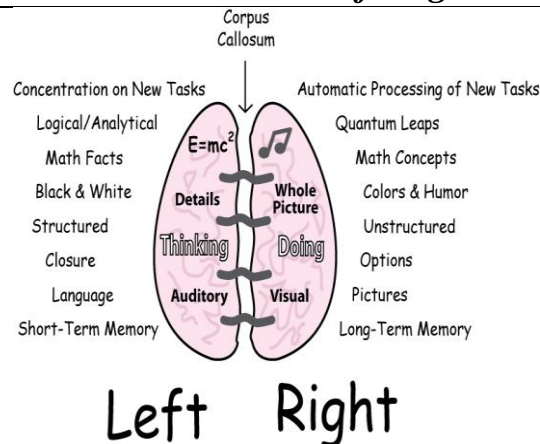 Corpus
Callosum
Concentration on New Tasks
Logical/Analytical
Math Facts
Black & White
Structured
Closure
Language
Short-Term Memory
E=mc²
Details
Thinking
Auditory
Whole
Picture
Doing
Visual
Automatic Processing of New Tasks
Quantum Leaps
Math Concepts
Colors & Humor
Unstructured
Options
Pictures
Long-Term Memory
Left Right